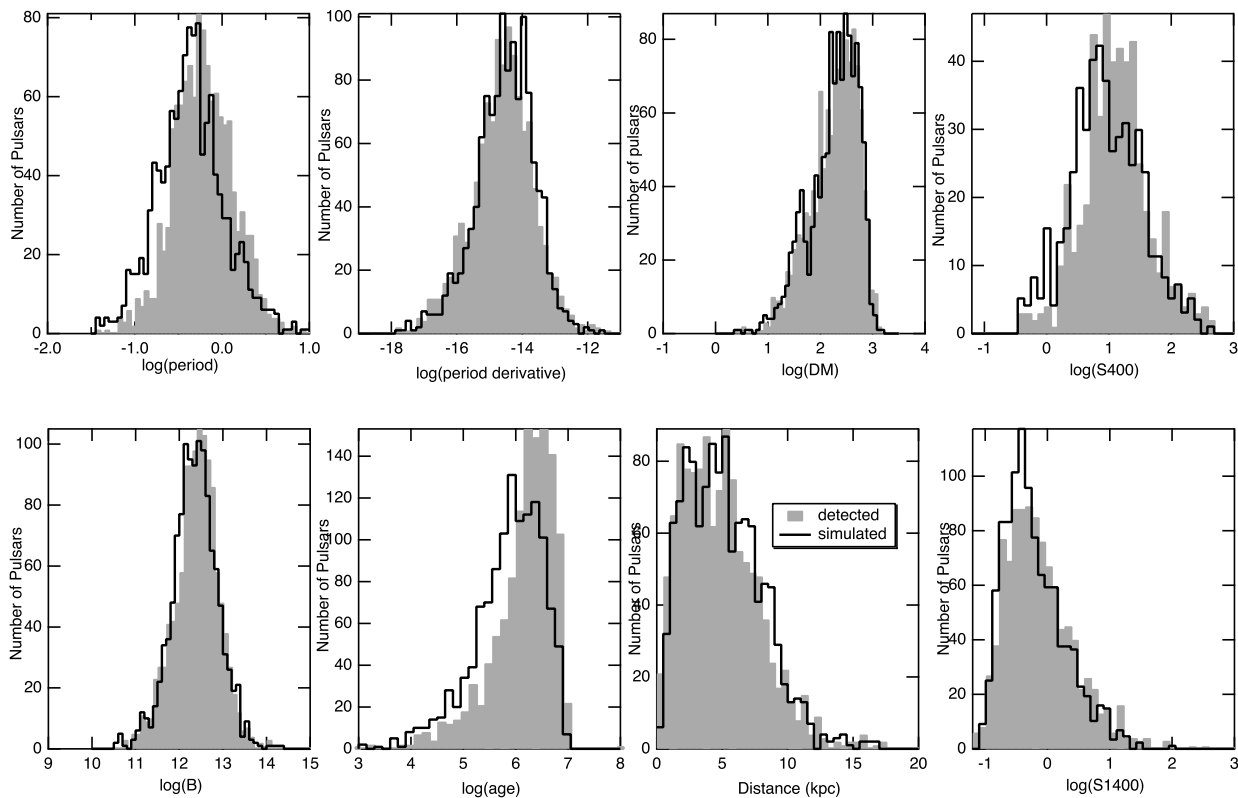 80
60
40
20
0
Number of Pulsars
-2.0 -1.0 0.0 1.0
log(period)
100
80
60
40
20
0
Number of Pulsars
-18 -16 -14 -12
log(period derivative)
80
60
40
20
0
Number of pulsars
-1 0 1 2 3 4
log(DM)
40
30
20
10
0
Number of Pulsars
-1 0 1 2 3
log(S400)
100
80
60
40
20
0
Number of Pulsars
9 10 11 12 13 14 15
log(B)
140
120
100
80
60
40
20
0
Number of Pulsars
3 4 5 6 7 8
log(age)
80
60
40
20
0
Number of Pulsars
detected
simulated
0 5 10 15 20
Distance (kpc)
100
80
60
40
20
0
Number of Pulsars
-1 0 1 2 3
log(S1400)